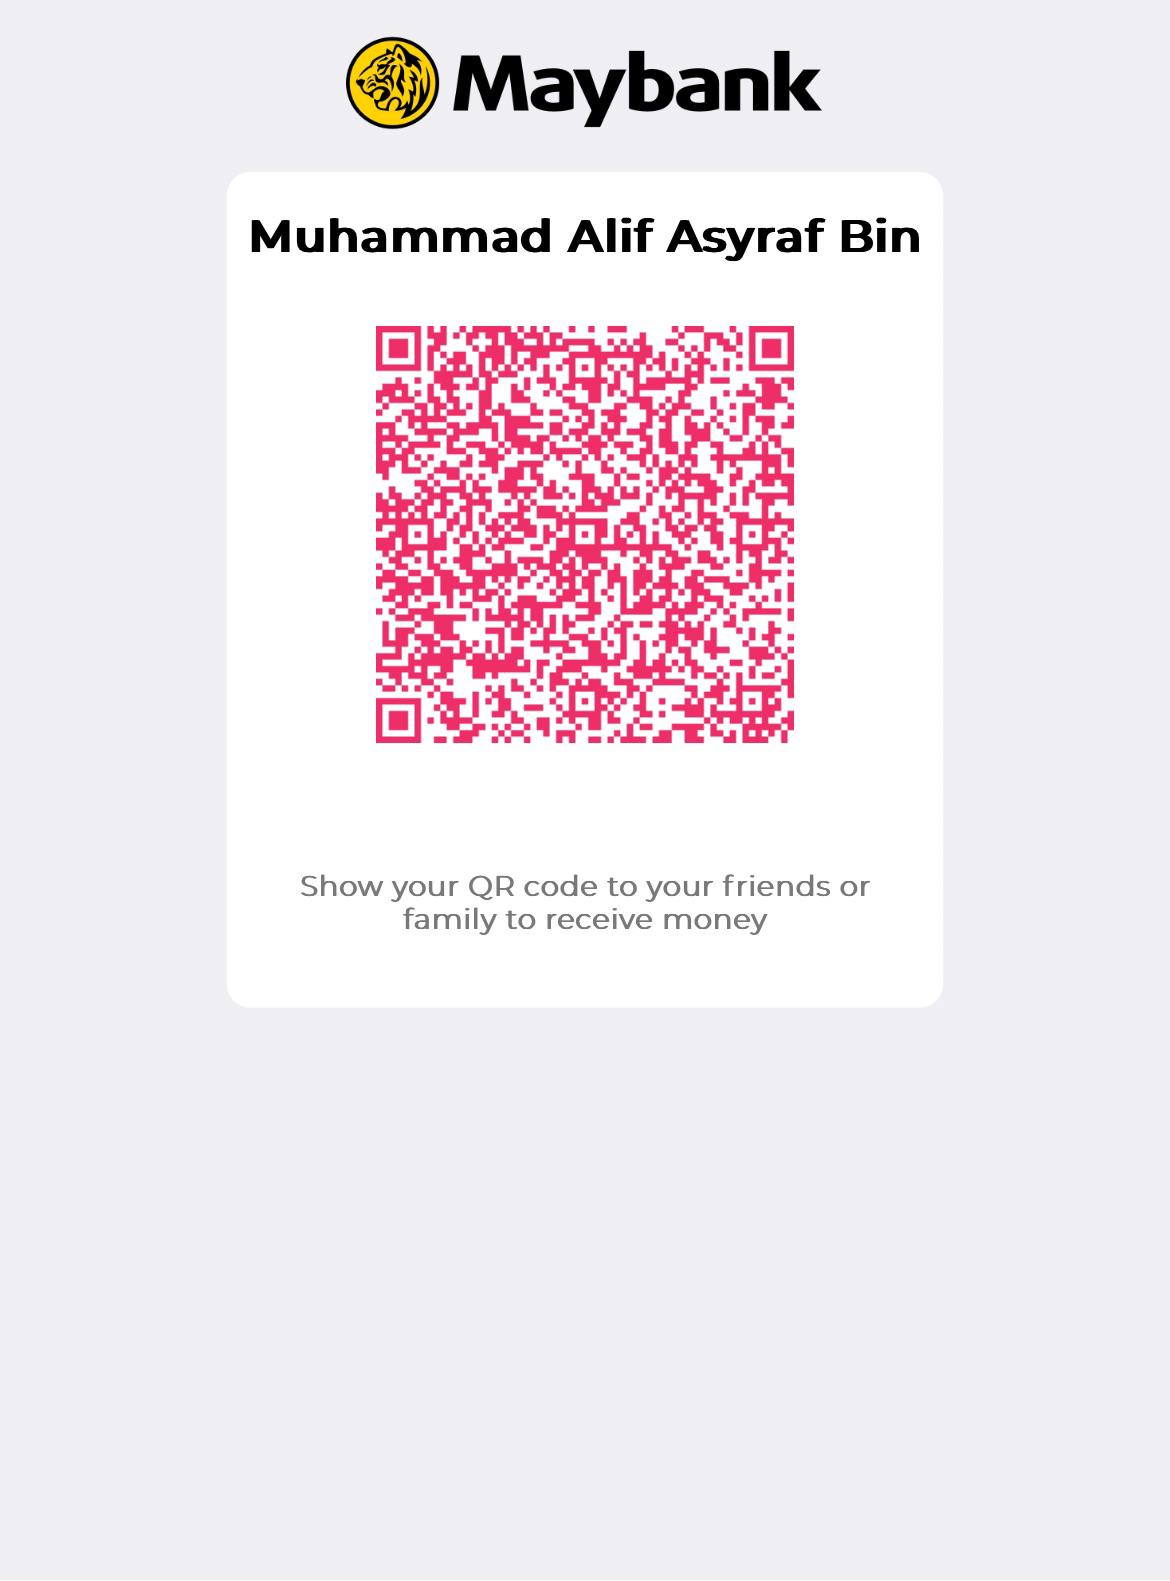 Maybank
Muhammad Alif Asyraf Bin
Show your QR code to your friends or
family to receive money